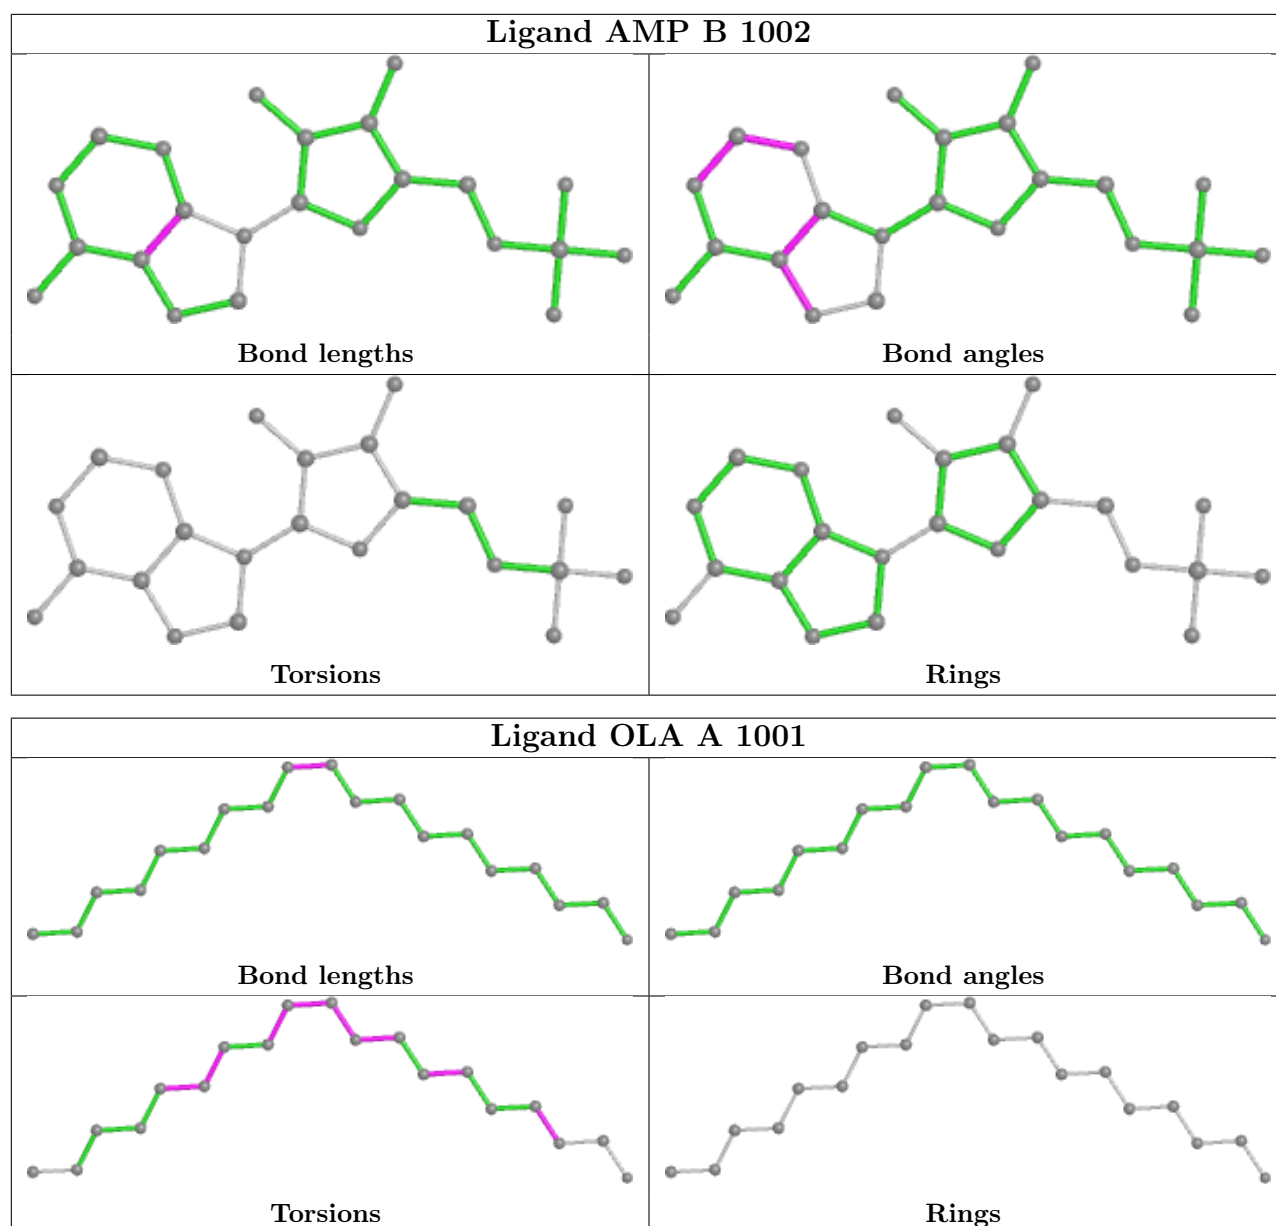 Ligand AMP B 1002
Bond lengths
Bond angles
Torsions
Rings
Ligand OLA A 1001
Bond lengths
Bond angles
Torsions
Rings